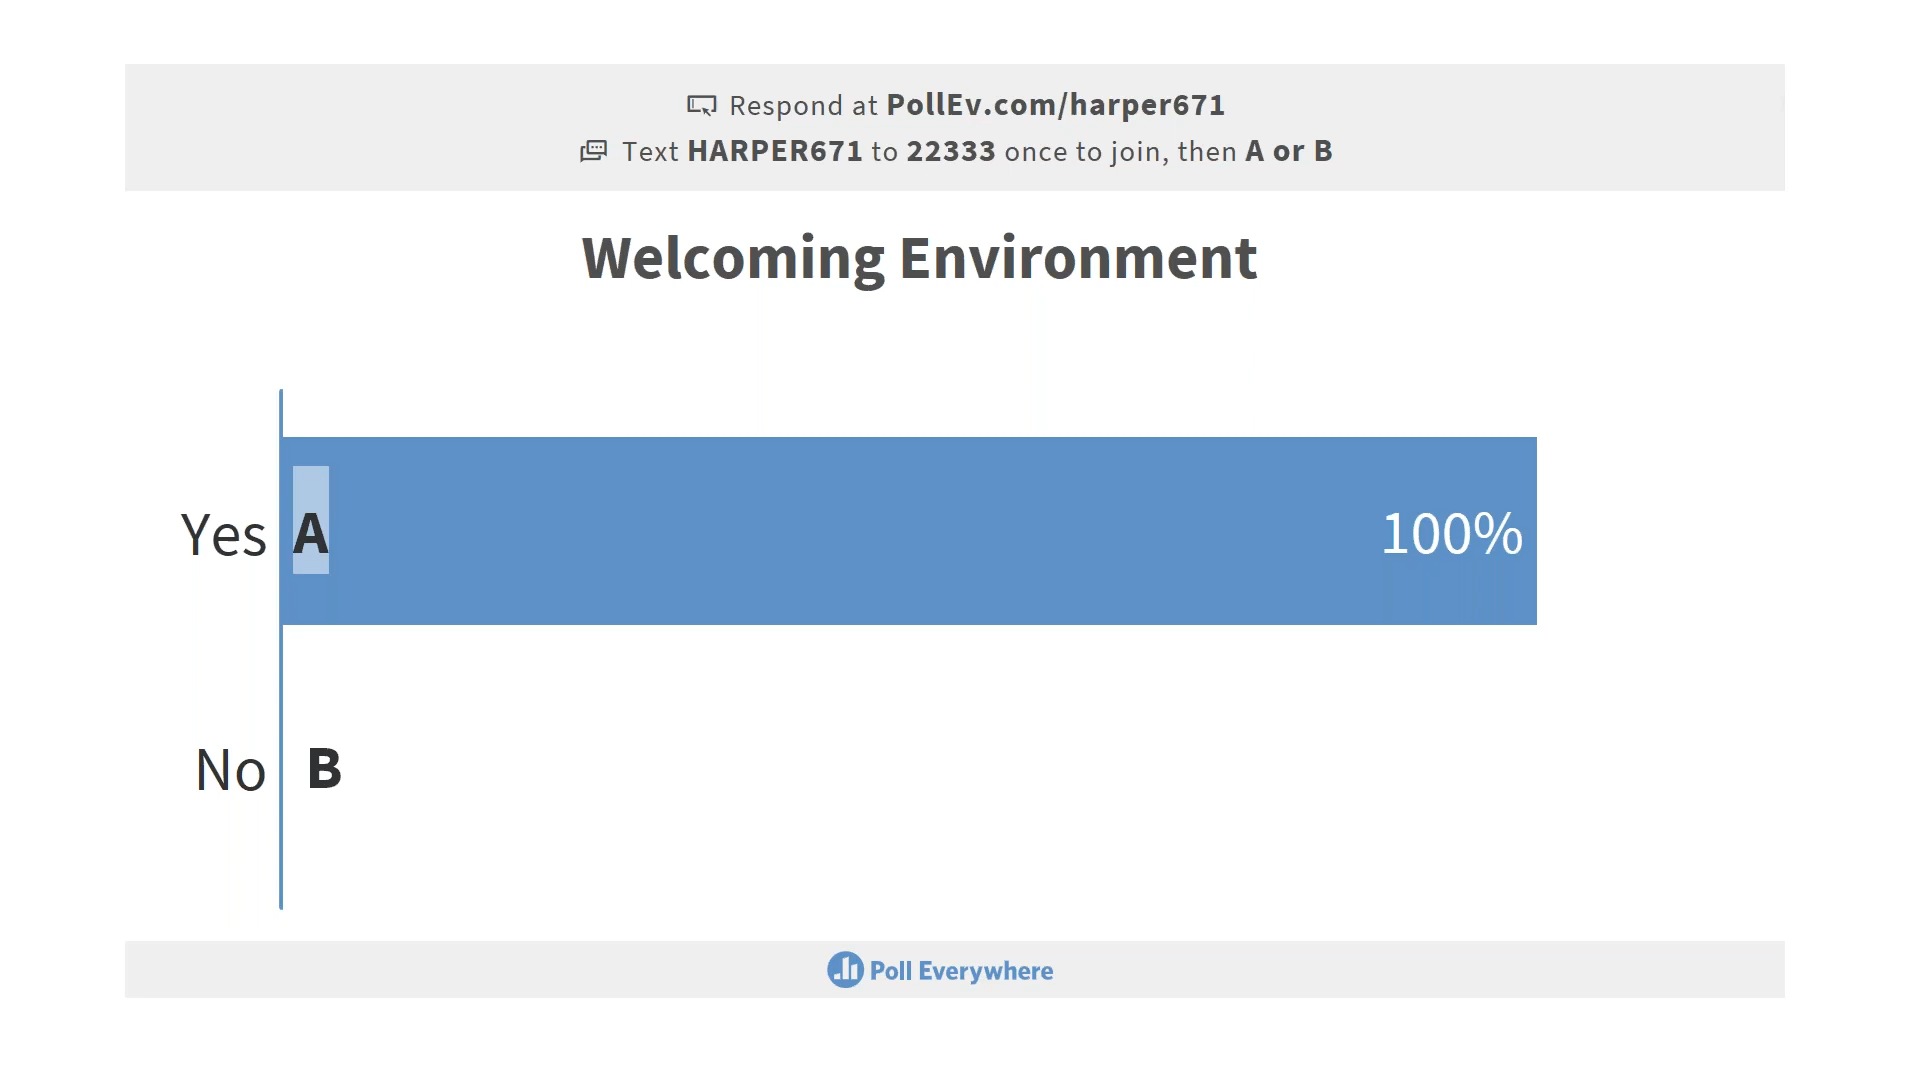 Respond at PollEv.com/harper671
Text HARPER671 to 22333 once to join, then A or B
Welcoming Environment
Yes A 100%
No B
Poll Everywhere